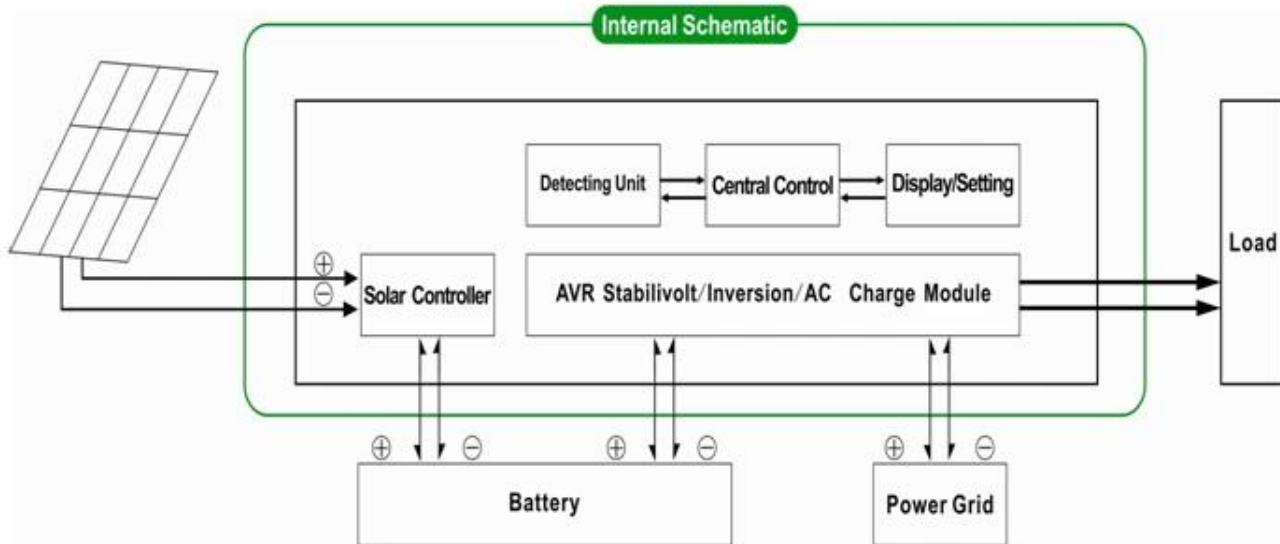 Internal Schematic
Detecting Unit
Central Control
Display/Setting
Load
⊕
⊖
Solar Controller
AVR Stabilivolt/Inversion/AC Charge Module
⊕ ⊖ ⊕ ⊖ ⊕ ⊖
Battery
Power Grid